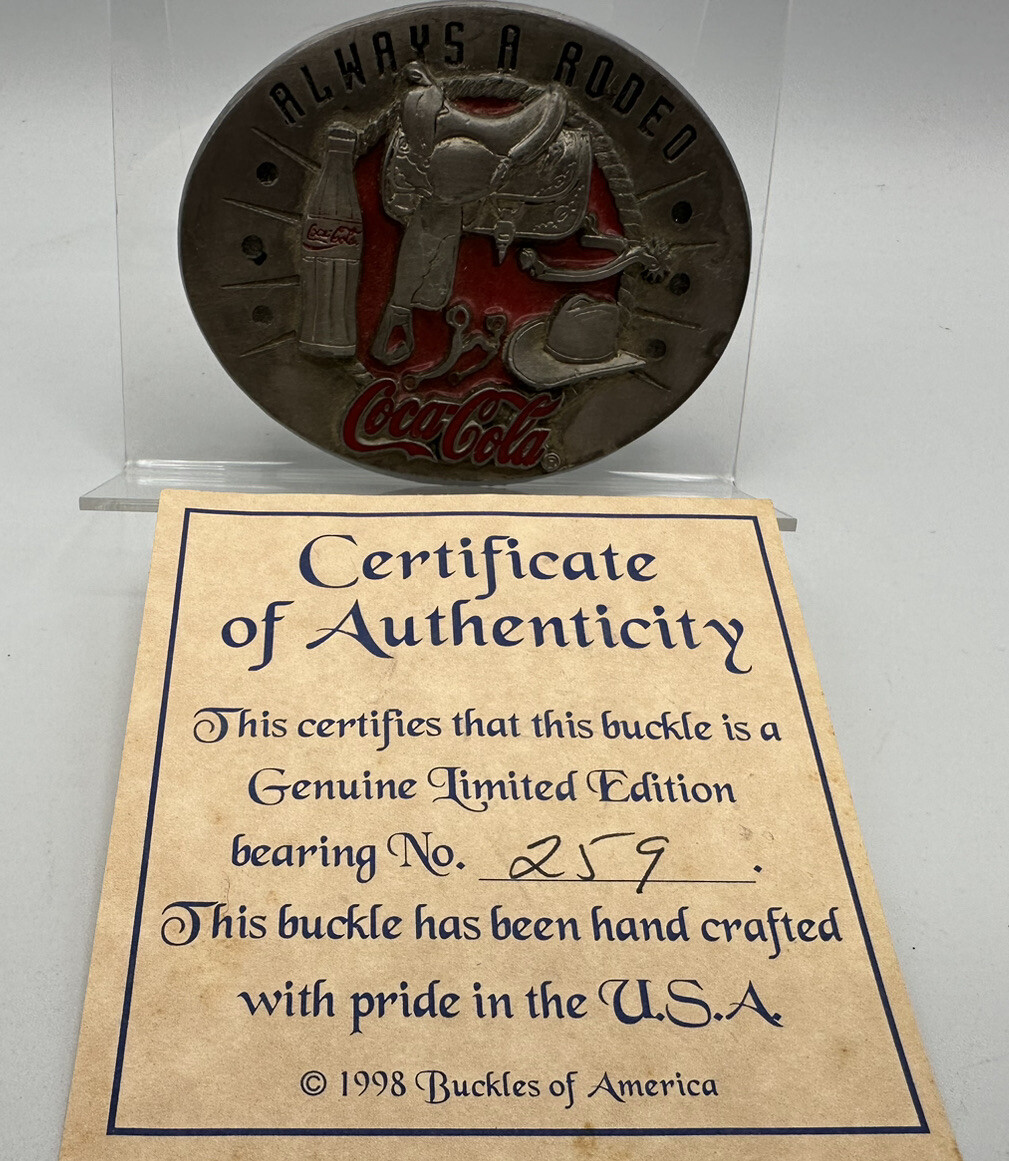 ALWAYS A RODEO
Coca-Cola
Coca-Cola®
Certificate
of Authenticity
This certifies that this buckle is a
Genuine Limited Edition
bearing No. 259.
This buckle has been hand crafted
with pride in the U.S.A.
© 1998 Buckles of America